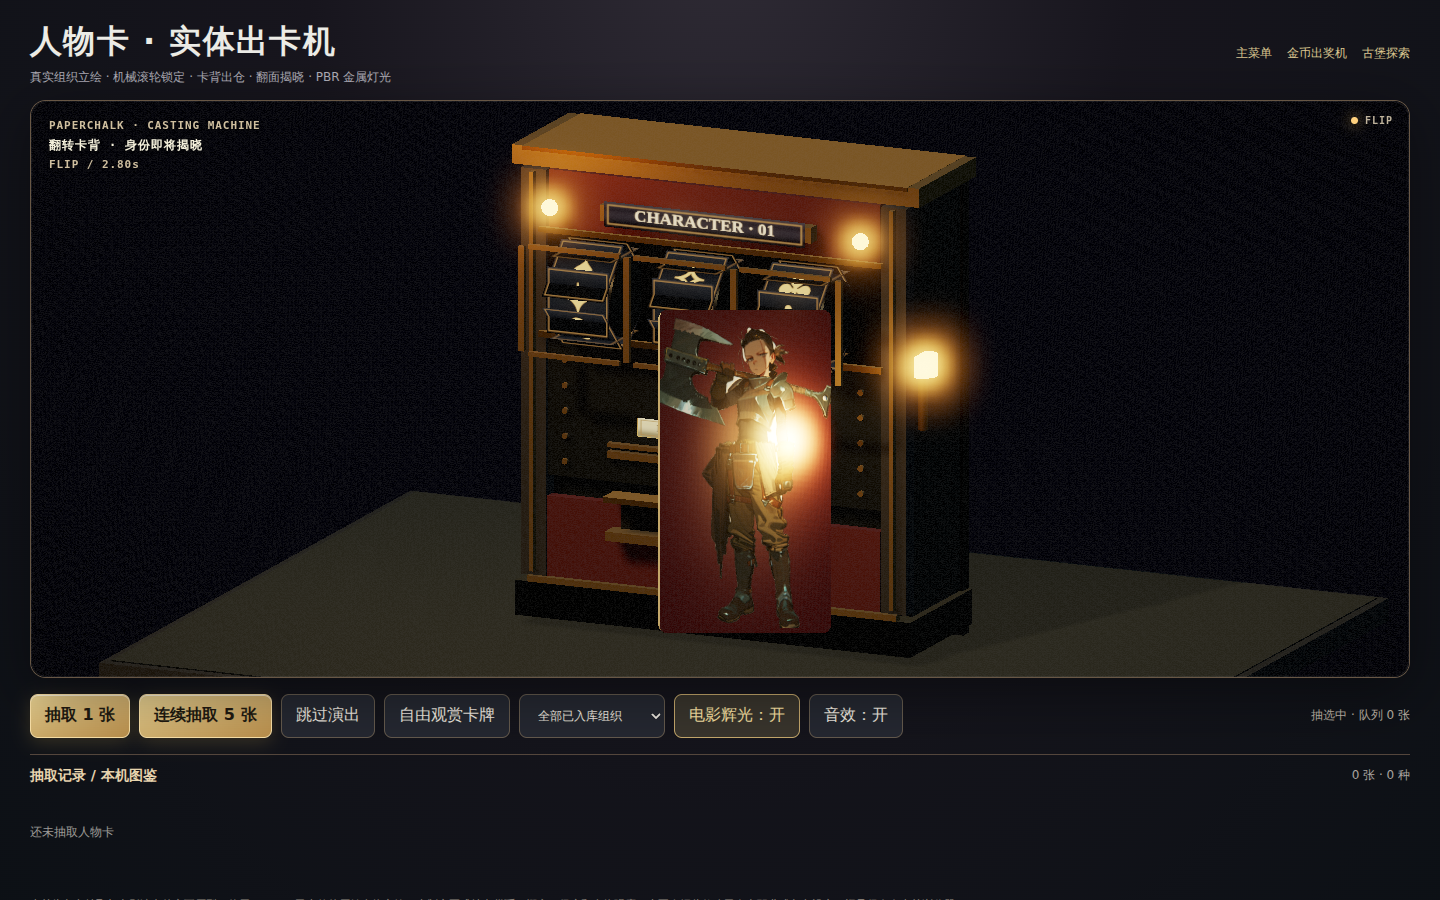 人物卡 · 实体出卡机
真实组织立绘 · 机械滚轮锁定 · 卡背出仓 · 翻面揭晓 · PBR 金属灯光
主菜单 金币出奖机 古堡探索
PAPERCHALK · CASTING MACHINE
翻转卡背 · 身份即将揭晓
FLIP / 2.80s
FLIP
CHARACTER · 01
抽取 1 张 连续抽取 5 张 跳过演出 自由观赏卡牌 全部已入库组织 电影辉光：开 音效：开 抽选中 · 队列 0 张
抽取记录 / 本机图鉴 0 张 · 0 种
还未抽取人物卡